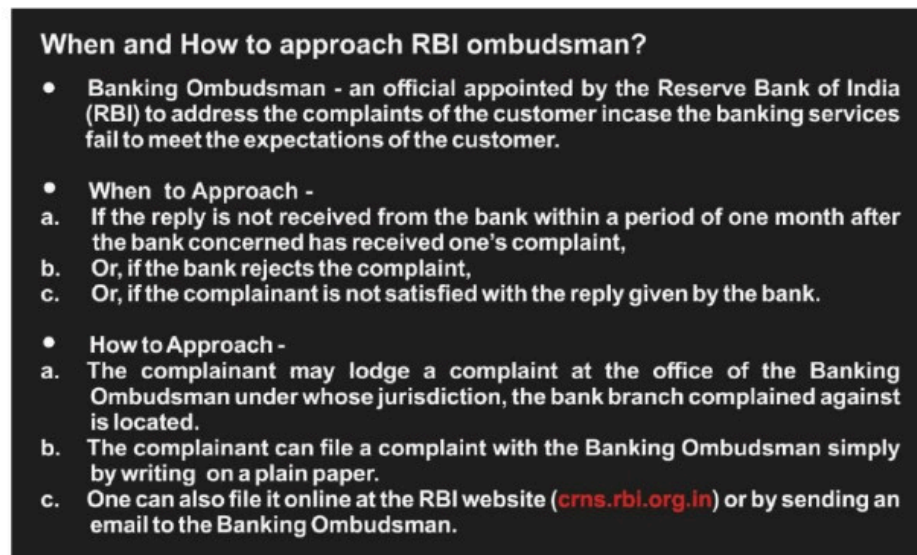 When and How to approach RBI ombudsman?
• Banking Ombudsman - an official appointed by the Reserve Bank of India
(RBI) to address the complaints of the customer incase the banking services
fail to meet the expectations of the customer.
• When to Approach -
a. If the reply is not received from the bank within a period of one month after
the bank concerned has received one's complaint,
b. Or, if the bank rejects the complaint,
c. Or, if the complainant is not satisfied with the reply given by the bank.
• How to Approach -
a. The complainant may lodge a complaint at the office of the Banking
Ombudsman under whose jurisdiction, the bank branch complained against
is located.
b. The complainant can file a complaint with the Banking Ombudsman simply
by writing on a plain paper.
c. One can also file it online at the RBI website (crns.rbi.org.in) or by sending an
email to the Banking Ombudsman.